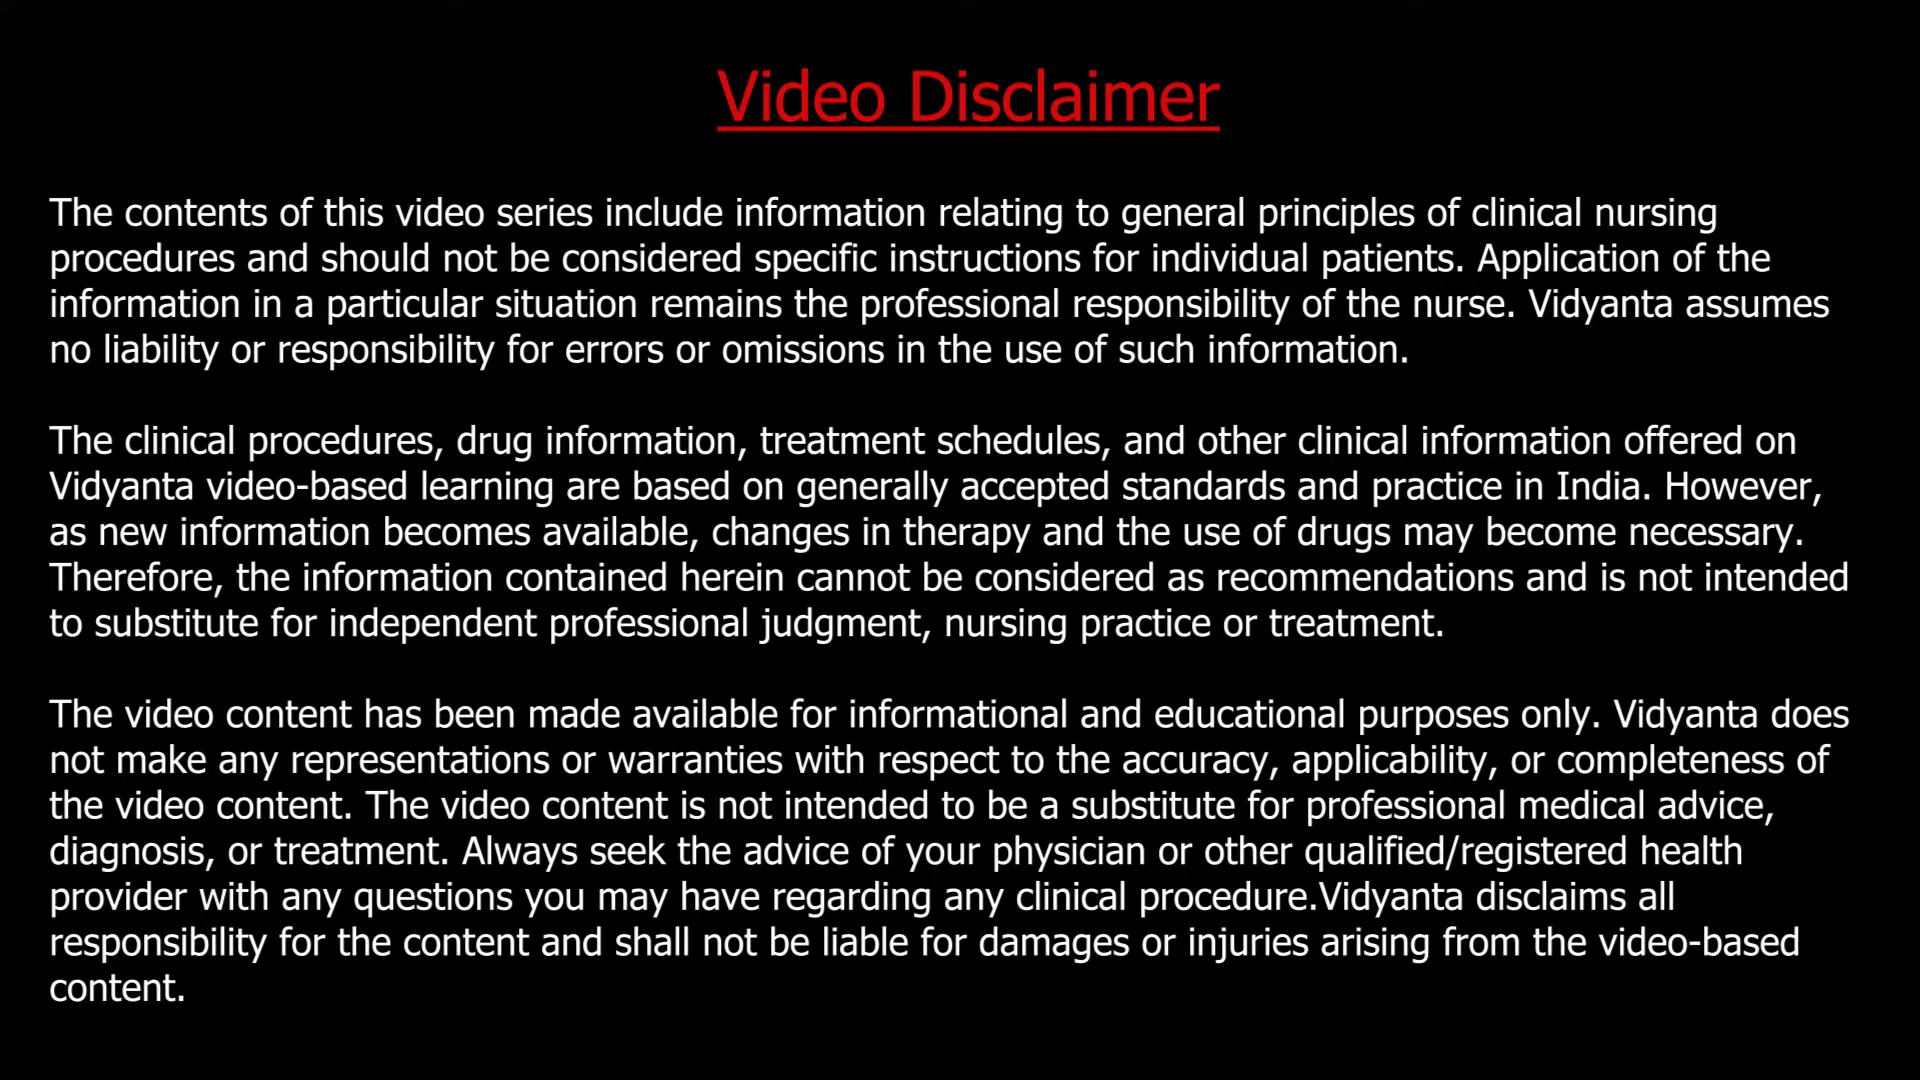 Video Disclaimer
The contents of this video series include information relating to general principles of clinical nursing
procedures and should not be considered specific instructions for individual patients. Application of the
information in a particular situation remains the professional responsibility of the nurse. Vidyanta assumes
no liability or responsibility for errors or omissions in the use of such information.
The clinical procedures, drug information, treatment schedules, and other clinical information offered on
Vidyanta video-based learning are based on generally accepted standards and practice in India. However,
as new information becomes available, changes in therapy and the use of drugs may become necessary.
Therefore, the information contained herein cannot be considered as recommendations and is not intended
to substitute for independent professional judgment, nursing practice or treatment.
The video content has been made available for informational and educational purposes only. Vidyanta does
not make any representations or warranties with respect to the accuracy, applicability, or completeness of
the video content. The video content is not intended to be a substitute for professional medical advice,
diagnosis, or treatment. Always seek the advice of your physician or other qualified/registered health
provider with any questions you may have regarding any clinical procedure.Vidyanta disclaims all
responsibility for the content and shall not be liable for damages or injuries arising from the video-based
content.